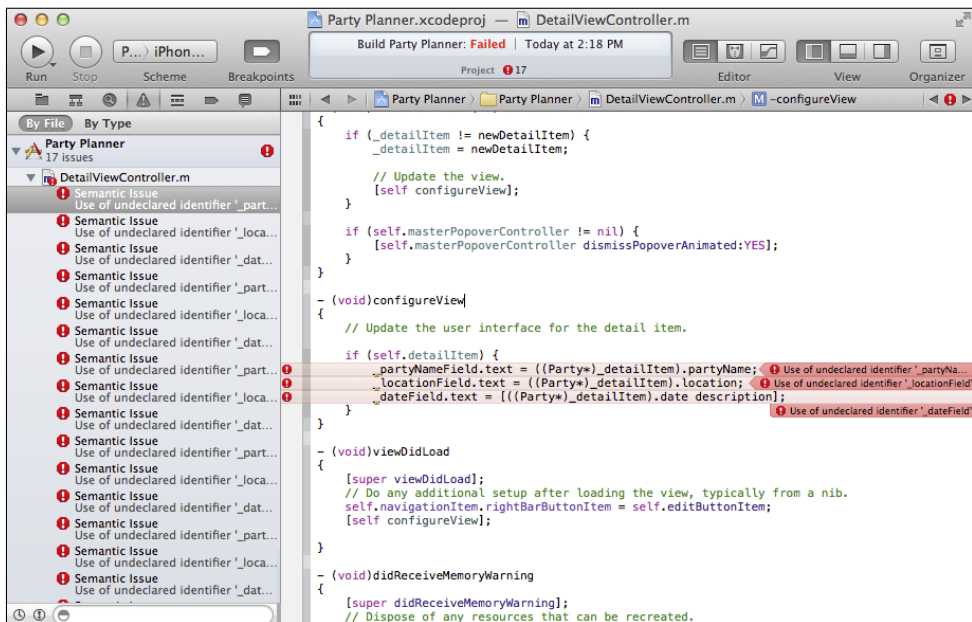 Party Planner.xcodeproj — DetailViewController.m
Build Party Planner: Failed | Today at 2:18 PM
Project 17
P... iPhon...
Run Stop Scheme Breakpoints Editor View Organizer
Party Planner Party Planner DetailViewController.m M -configureView
By File By Type
Party Planner
17 issues
DetailViewController.m
Semantic Issue
Use of undeclared identifier '_part...
Semantic Issue
Use of undeclared identifier '_loca...
Semantic Issue
Use of undeclared identifier '_dat...
Semantic Issue
Use of undeclared identifier '_part...
Semantic Issue
Use of undeclared identifier '_loca...
Semantic Issue
Use of undeclared identifier '_dat...
Semantic Issue
Use of undeclared identifier '_part...
Semantic Issue
Use of undeclared identifier '_loca...
Semantic Issue
Use of undeclared identifier '_dat...
Semantic Issue
Use of undeclared identifier '_part...
Semantic Issue
Use of undeclared identifier '_loca...
Semantic Issue
Use of undeclared identifier '_dat...
Semantic Issue
Use of undeclared identifier '_part...
Semantic Issue
Use of undeclared identifier '_loca...
Semantic Issue
Use of undeclared identifier '_dat...
{
if (_detailItem != newDetailItem) {
_detailItem = newDetailItem;
// Update the view.
[self configureView];
}
if (self.masterPopoverController != nil) {
[self.masterPopoverController dismissPopoverAnimated:YES];
}
}
- (void)configureView
{
// Update the user interface for the detail item.
if (self.detailItem) {
_partyNameField.text = ((Party*)_detailItem).partyName; Use of undeclared identifier '_partyNa...
_locationField.text = ((Party*)_detailItem).location; Use of undeclared identifier '_locationField'
_dateField.text = [((Party*)_detailItem).date description];
Use of undeclared identifier '_dateField'
}
}
- (void)viewDidLoad
{
[super viewDidLoad];
// Do any additional setup after loading the view, typically from a nib.
self.navigationItem.rightBarButtonItem = self.editButtonItem;
[self configureView];
}
- (void)didReceiveMemoryWarning
{
[super didReceiveMemoryWarning];
// Dispose of any resources that can be recreated.